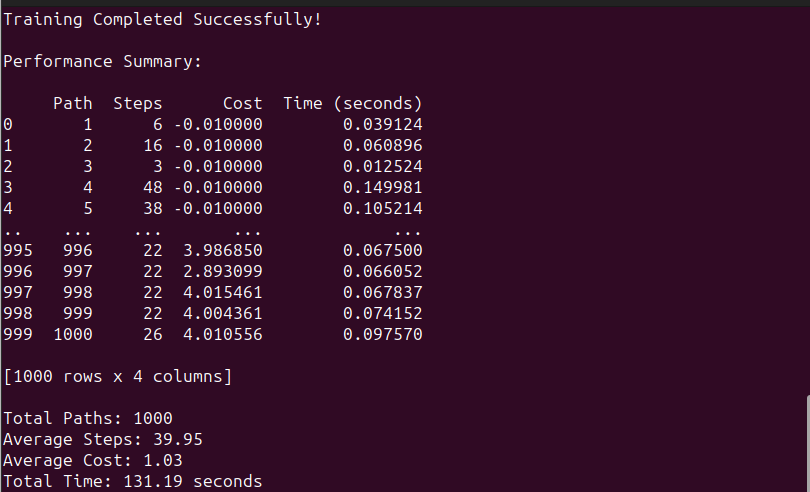 Training Completed Successfully!
Performance Summary:
Path Steps Cost Time (seconds)
0 1 6 -0.010000 0.039124
1 2 16 -0.010000 0.060896
2 3 3 -0.010000 0.012524
3 4 48 -0.010000 0.149981
4 5 38 -0.010000 0.105214
.. ... ... ... ...
995 996 22 3.986850 0.067500
996 997 22 2.893099 0.066052
997 998 22 4.015461 0.067837
998 999 22 4.004361 0.074152
999 1000 26 4.010556 0.097570
[1000 rows x 4 columns]
Total Paths: 1000
Average Steps: 39.95
Average Cost: 1.03
Total Time: 131.19 seconds